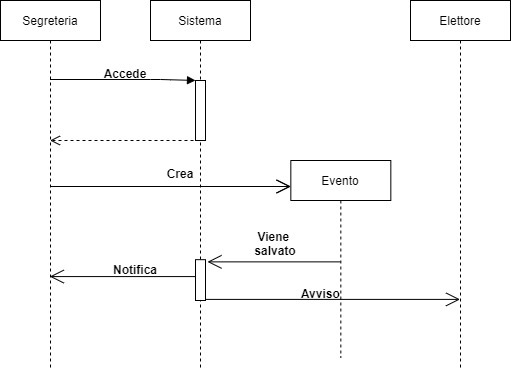 Segreteria
Sistema
Elettore
Accede
Crea
Evento
Viene
salvato
Notifica
Avviso